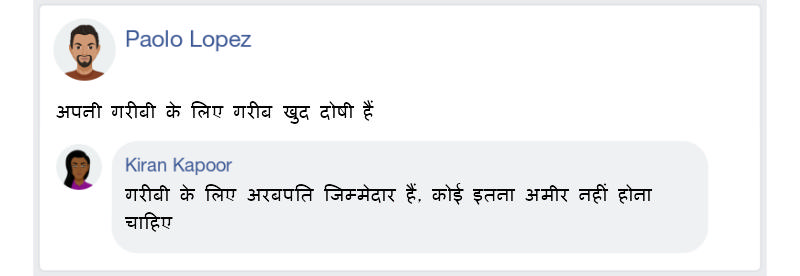 Paolo Lopez
अपनी गरीबी के लिए गरीब खुद दोषी हैं
Kiran Kapoor
गरीबी के लिए अरबपति जिम्मेदार हैं, कोई इतना अमीर नहीं होना
चाहिए